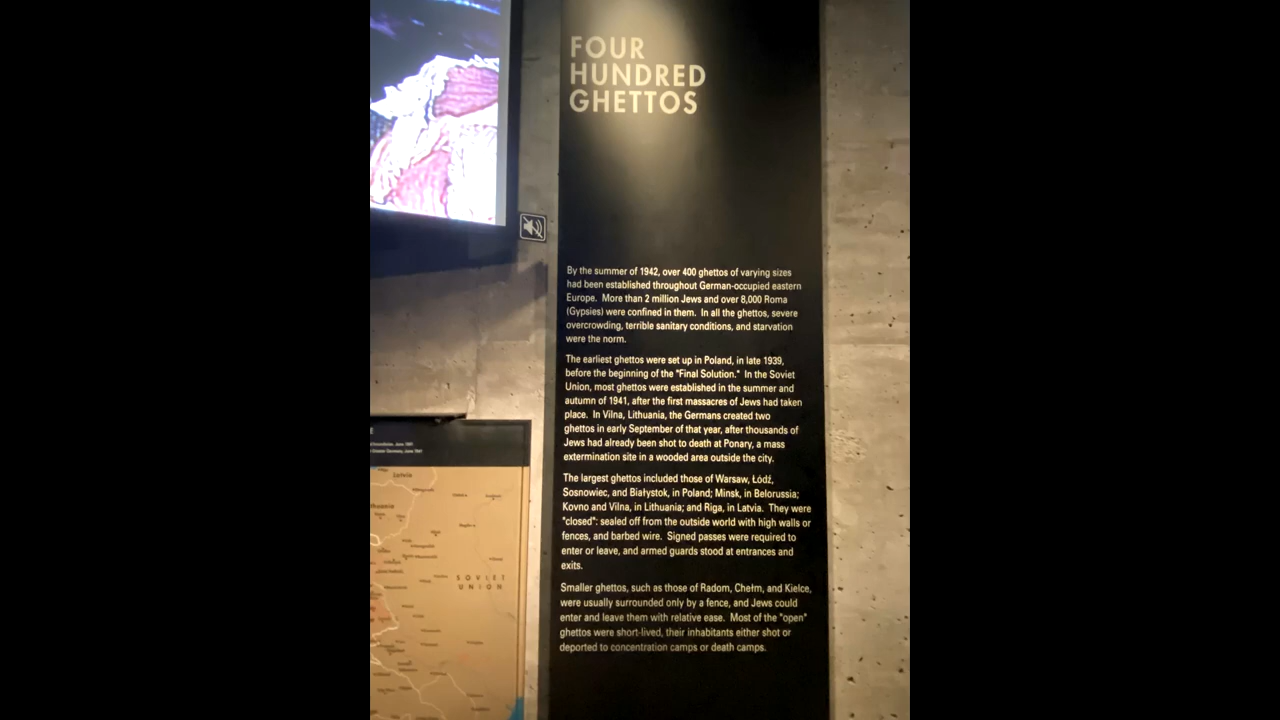 FOUR
HUNDRED
GHETTOS
By the summer of 1942, over 400 ghettos of varying sizes
had been established throughout German-occupied eastern
Europe. More than 2 million Jews and over 8,000 Roma
(Gypsies) were confined in them. In all the ghettos, severe
overcrowding, terrible sanitary conditions, and starvation
were the norm.
The earliest ghettos were set up in Poland, in late 1939,
before the beginning of the "Final Solution." In the Soviet
Union, most ghettos were established in the summer and
autumn of 1941, after the first massacres of Jews had taken
place. In Vilna, Lithuania, the Germans created two
ghettos in early September of that year, after thousands of
Jews had already been shot to death at Ponary, a mass
extermination site in a wooded area outside the city.
The largest ghettos included those of Warsaw, Łódź,
Sosnowiec, and Białystok, in Poland; Minsk, in Belorussia;
Kovno and Vilna, in Lithuania; and Riga, in Latvia. They were
"closed": sealed off from the outside world with high walls or
fences, and barbed wire. Signed passes were required to
enter or leave, and armed guards stood at entrances and
exits.
Smaller ghettos, such as those of Radom, Chełm, and Kielce,
were usually surrounded only by a fence, and Jews could
enter and leave them with relative ease. Most of the "open"
ghettos were short-lived, their inhabitants either shot or
deported to concentration camps or death camps.
Latvia
SOVIET
UNION